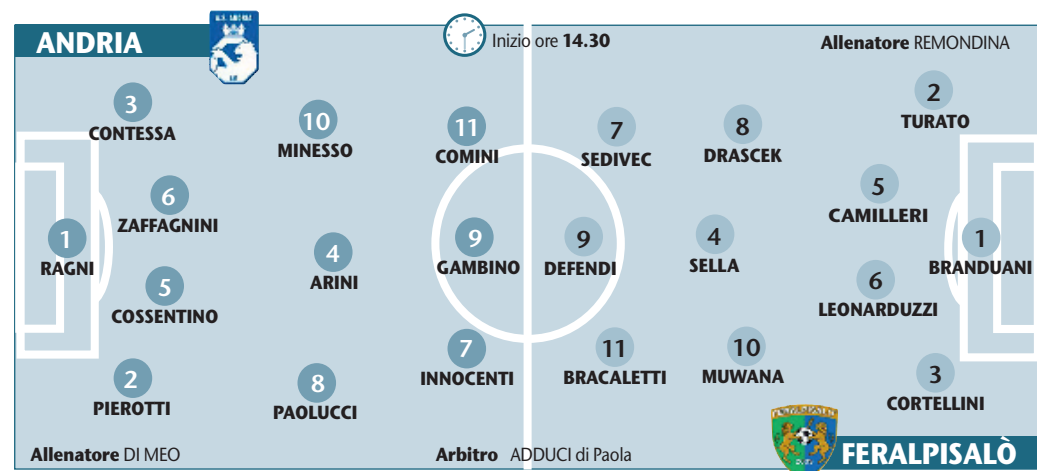 ANDRIA
Inizio ore 14.30
Allenatore REMONDINA
3
CONTESSA
10
MINESSO
11
COMINI
6
ZAFFAGNINI
1
RAGNI
4
ARINI
9
GAMBINO
5
COSSENTINO
7
INNOCENTI
2
PIEROTTI
8
PAOLUCCI
7
SEDIVEC
8
DRASCEK
2
TURATO
5
CAMILLERI
9
DEFENDI
4
SELLA
1
BRANDUANI
6
LEONARDUZZI
11
BRACALETTI
10
MUWANA
3
CORTELLINI
Allenatore DI MEO
Arbitro ADDUCI di Paola
FERALPISALÒ